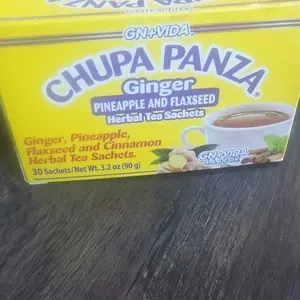 GN+VIDA
CHUPA PANZA
Ginger
PINEAPPLE AND FLAXSEED
Herbal Tea Sachets
Ginger, Pineapple,
Flaxseed and Cinnamon
Herbal Tea Sachets.
30 Sachets/Net Wt. 3.2 oz (90 g)
GN+VIDA